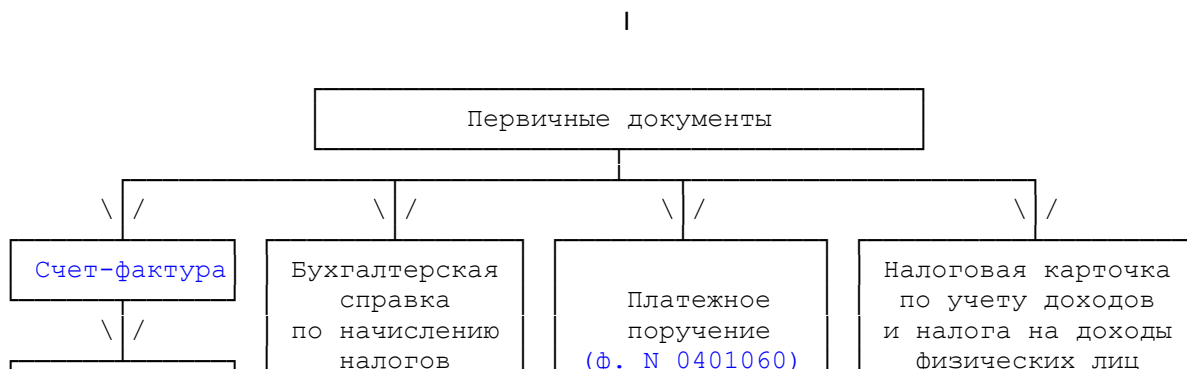 Первичные документы
Счет-фактура
Бухгалтерская
справка
по начислению
налогов
Платежное
поручение
(ф. N 0401060)
Налоговая карточка
по учету доходов
и налога на доходы
физических лиц